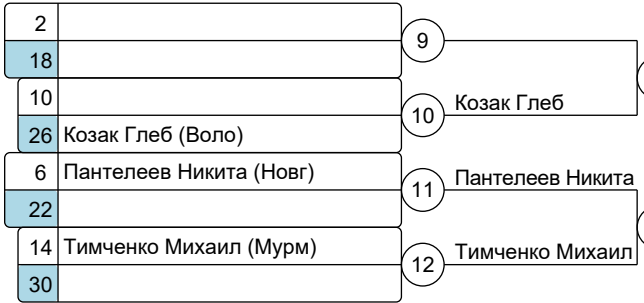 2
9
18
10
10 Козак Глеб
26 Козак Глеб (Воло)
6 Пантелеев Никита (Новг)
11 Пантелеев Никита
22
14 Тимченко Михаил (Мурм)
12 Тимченко Михаил
30